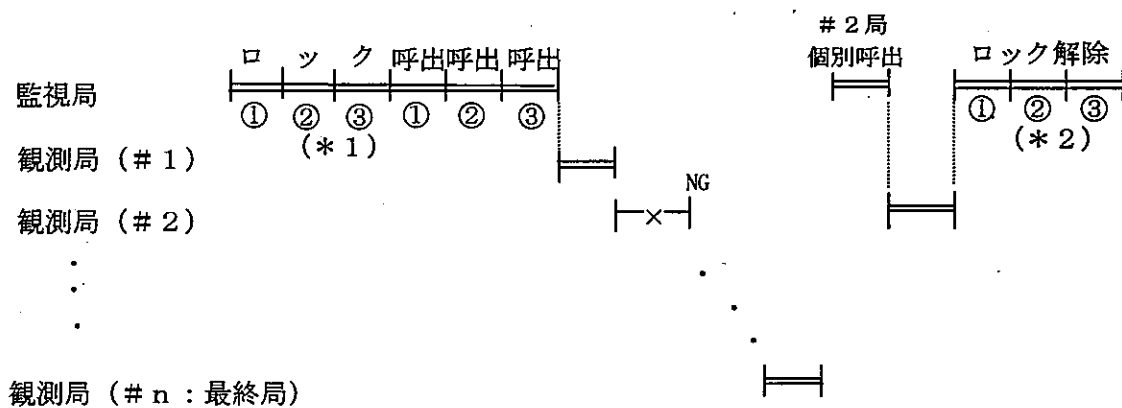 #2局
ロック 呼出 呼出 呼出 個別呼出 ロック解除
監視局
① ② ③ ① ② ③ ① ② ③
(*1) (*2)
観測局(#1)
NG
観測局(#2)
×
観測局(#n:最終局)